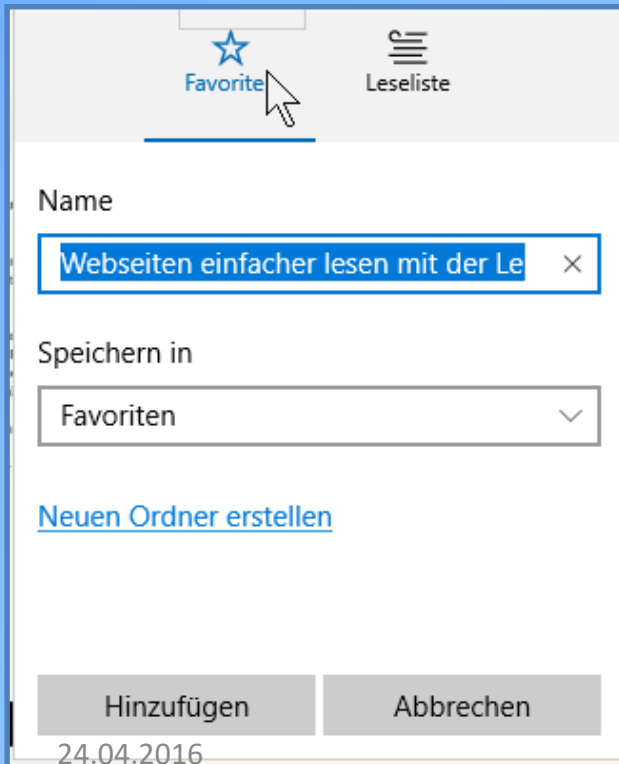 Favorite
Leseliste
Name
Webseiten einfacher lesen mit der Le
Speichern in
Favoriten
Neuen Ordner erstellen
Hinzufügen
Abbrechen
24.04.2016